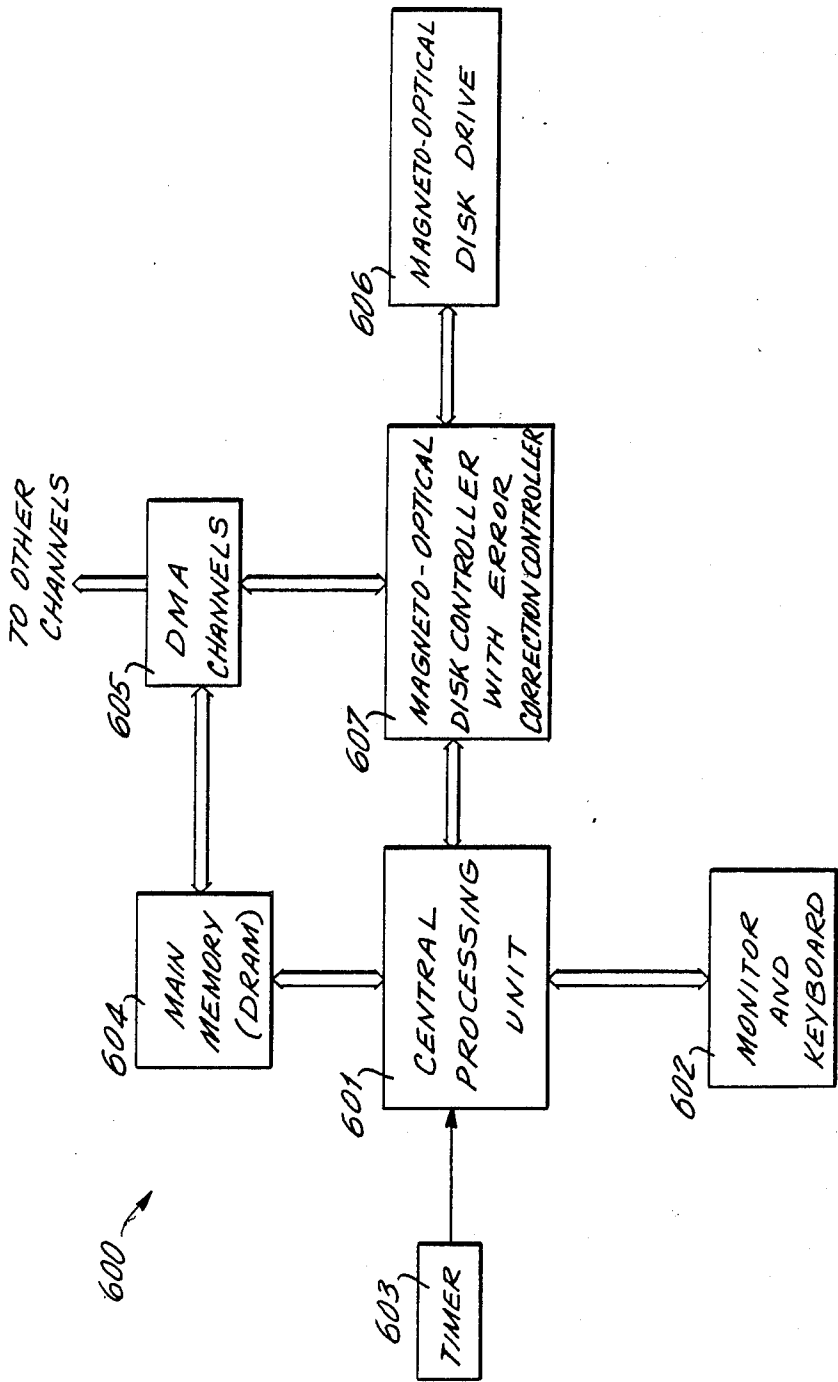 600
TO OTHER
CHANNELS
604
MAIN
MEMORY
(DRAM)
605
DMA
CHANNELS
603
TIMER
601
CENTRAL
PROCESSING
UNIT
607
MAGNETO-OPTICAL
DISK CONTROLLER
WITH ERROR
CORRECTION CONTROLLER
606
MAGNETO-OPTICAL
DISK DRIVE
602
MONITOR
AND
KEYBOARD